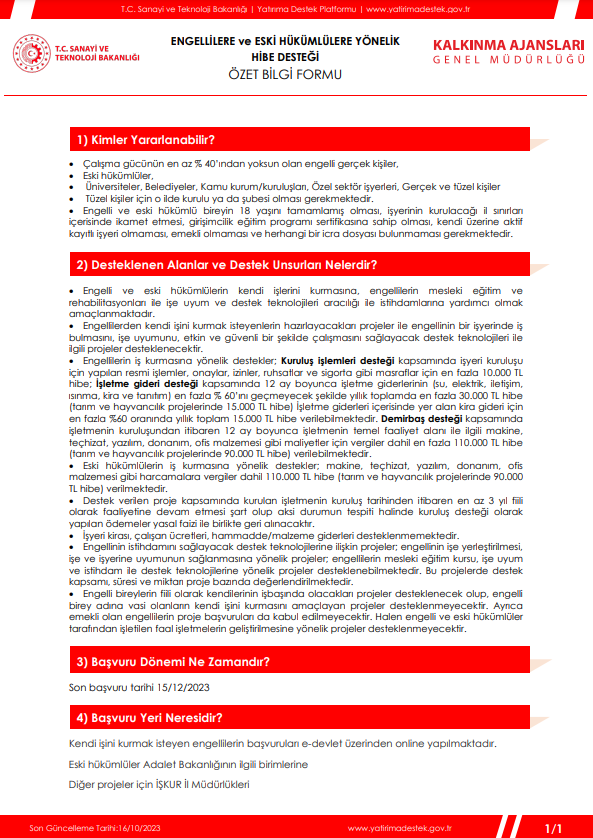 T.C. Sanayi ve Teknoloji Bakanlığı | Yatırıma Destek Platformu | www.yatirimadestek.gov.tr
T.C. SANAYİ VE
TEKNOLOJİ BAKANLIĞI
ENGELLİLERE ve ESKİ HÜKÜMLÜLERE YÖNELİK
HİBE DESTEĞİ
ÖZET BİLGİ FORMU
KALKINMA AJANSLARI
GENEL MÜDÜRLÜĞÜ
1) Kimler Yararlanabilir?
• Çalışma gücünün en az % 40’ından yoksun olan engelli gerçek kişiler,
• Eski hükümlüler,
• Üniversiteler, Belediyeler, Kamu kurum/kuruluşları, Özel sektör işyerleri, Gerçek ve tüzel kişiler
• Tüzel kişiler için o ilde kurulu ya da şubesi olması gerekmektedir.
• Engelli ve eski hükümlü bireyin 18 yaşını tamamlamış olması, işyerinin kurulacağı il sınırları
içerisinde ikamet etmesi, girişimcilik eğitim programı sertifikasına sahip olması, kendi üzerine aktif
kayıtlı işyeri olmaması, emekli olmaması ve herhangi bir icra dosyası bulunmaması gerekmektedir.
2) Desteklenen Alanlar ve Destek Unsurları Nelerdir?
• Engelli ve eski hükümlülerin kendi işlerini kurmasına, engellilerin mesleki eğitim ve
rehabilitasyonları ile işe uyum ve destek teknolojileri aracılığı ile istihdamlarına yardımcı olmak
amaçlanmaktadır.
• Engellilerden kendi işini kurmak isteyenlerin hazırlayacakları projeler ile engellinin bir işyerinde iş
bulmasını, işe uyumunu, etkin ve güvenli bir şekilde çalışmasını sağlayacak destek teknolojileri ile
ilgili projeler desteklenecektir.
• Engellilerin iş kurmasına yönelik destekler; Kuruluş işlemleri desteği kapsamında işyeri kuruluşu
için yapılan resmi işlemler, onaylar, izinler, ruhsatlar ve sigorta gibi masraflar için en fazla 10.000 TL
hibe; İşletme gideri desteği kapsamında 12 ay boyunca işletme giderlerinin (su, elektrik, iletişim,
ısınma, kira ve tanıtım) en fazla % 60’ını geçmeyecek şekilde yıllık toplamda en fazla 30.000 TL hibe
(tarım ve hayvancılık projelerinde 15.000 TL hibe) İşletme giderleri içerisinde yer alan kira gideri için
en fazla %60 oranında yıllık toplam 15.000 TL hibe verilebilmektedir. Demirbaş desteği kapsamında
işletmenin kuruluşundan itibaren 12 ay boyunca işletmenin temel faaliyet alanı ile ilgili makine,
teçhizat, yazılım, donanım, ofis malzemesi gibi maliyetler için vergiler dahil en fazla 110.000 TL hibe
(tarım ve hayvancılık projelerinde 90.000 TL hibe) verilebilmektedir.
• Eski hükümlülerin iş kurmasına yönelik destekler; makine, teçhizat, yazılım, donanım, ofis
malzemesi gibi harcamalara vergiler dahil 110.000 TL hibe (tarım ve hayvancılık projelerinde 90.000
TL hibe) verilmektedir.
• Destek verilen proje kapsamında kurulan işletmenin kuruluş tarihinden itibaren en az 3 yıl fiili
olarak faaliyetine devam etmesi şart olup aksi durumun tespiti halinde kuruluş desteği olarak
yapılan ödemeler yasal faizi ile birlikte geri alınacaktır.
• İşyeri kirası, çalışan ücretleri, hammadde/malzeme giderleri desteklenmemektedir.
• Engellinin istihdamını sağlayacak destek teknolojilerine ilişkin projeler; engellinin işe yerleştirilmesi,
işe ve işyerine uyumunun sağlanmasına yönelik projeler; engellilerin mesleki eğitim kursu, işe uyum
ve istihdam ile destek teknolojilerine yönelik projeler desteklenebilmektedir. Bu projelerde destek
kapsamı, süresi ve miktarı proje bazında değerlendirilmektedir.
• Engelli bireylerin fiili olarak kendilerinin işbaşında olacakları projeler desteklenecek olup, engelli
birey adına vasi olanların kendi işini kurmasını amaçlayan projeler desteklenmeyecektir. Ayrıca
emekli olan engellilerin proje başvuruları da kabul edilmeyecektir. Halen engelli ve eski hükümlüler
tarafından işletilen faal işletmelerin geliştirilmesine yönelik projeler desteklenmeyecektir.
3) Başvuru Dönemi Ne Zamandır?
Son başvuru tarihi 15/12/2023
4) Başvuru Yeri Neresidir?
Kendi işini kurmak isteyen engellilerin başvuruları e-devlet üzerinden online yapılmaktadır.
Eski hükümlüler Adalet Bakanlığının ilgili birimlerine
Diğer projeler için İŞKUR İl Müdürlükleri
Son Güncelleme Tarihi:16/10/2023
www.yatirimadestek.gov.tr
1/1